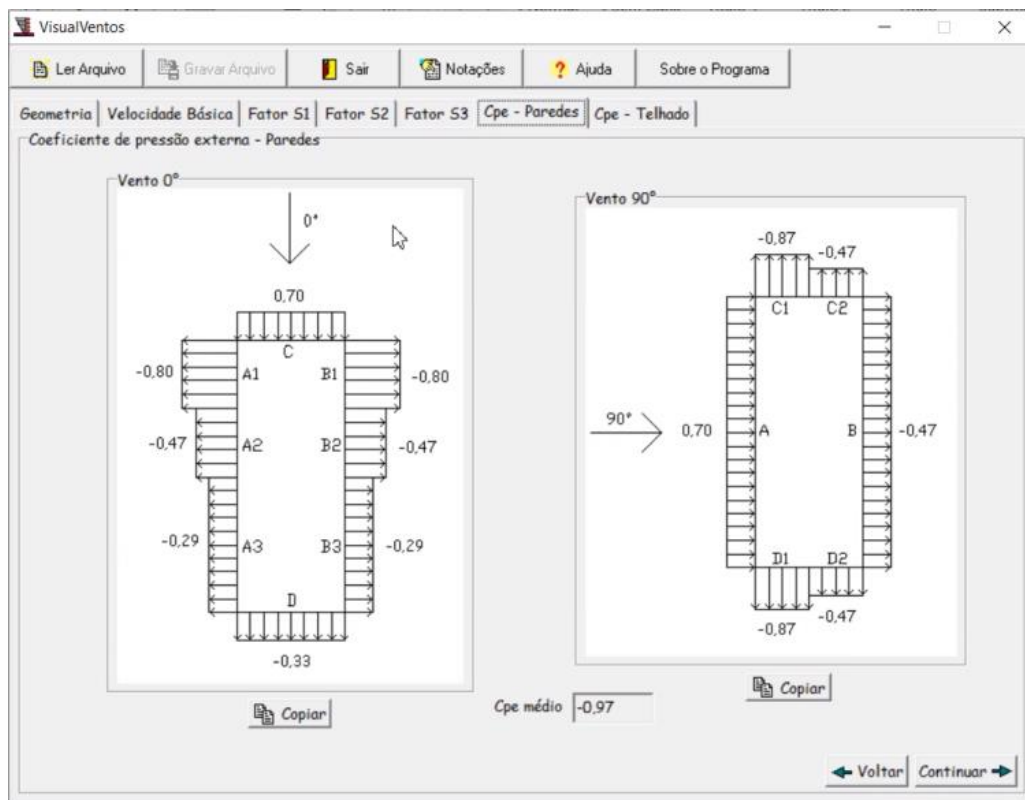 VisualVentos
Ler Arquivo Gravar Arquivo Sair Notações ? Ajuda Sobre o Programa
Geometria Velocidade Básica Fator S1 Fator S2 Fator S3 Cpe - Paredes Cpe - Telhado
Coeficiente de pressão externa - Paredes
Vento 0°
0°
0,70
C
-0,80 A1 B1 -0,80
-0,47 A2 B2 -0,47
-0,29 A3 B3 -0,29
D
-0,33
Copiar
Vento 90°
-0,87
-0,47
C1 C2
90° 0,70 A B -0,47
D1 D2
-0,87 -0,47
Copiar
Cpe médio -0,97
Voltar Continuar